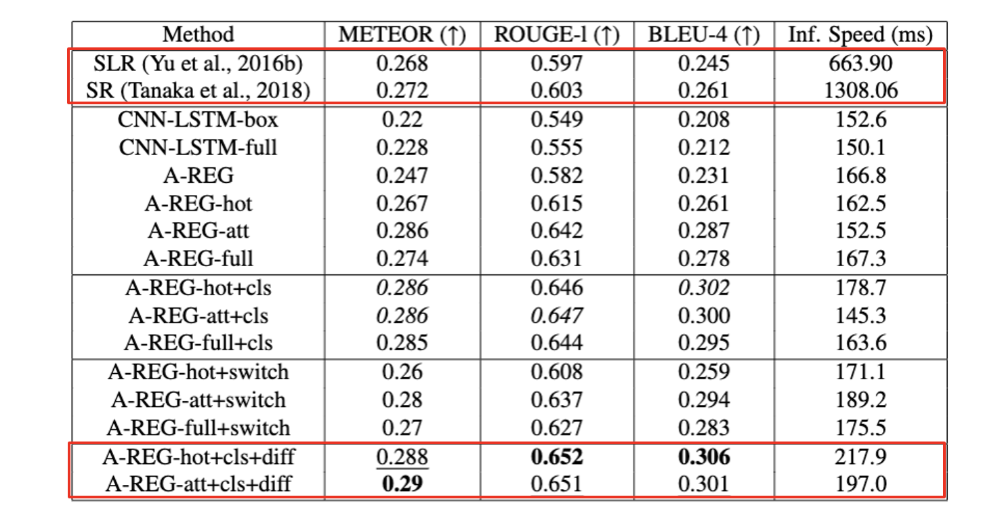 Method METEOR (↑) ROUGE-l (↑) BLEU-4 (↑) Inf. Speed (ms)
SLR (Yu et al., 2016b) 0.268 0.597 0.245 663.90
SR (Tanaka et al., 2018) 0.272 0.603 0.261 1308.06
CNN-LSTM-box 0.22 0.549 0.208 152.6
CNN-LSTM-full 0.228 0.555 0.212 150.1
A-REG 0.247 0.582 0.231 166.8
A-REG-hot 0.267 0.615 0.261 162.5
A-REG-att 0.286 0.642 0.287 152.5
A-REG-full 0.274 0.631 0.278 167.3
A-REG-hot+cls 0.286 0.646 0.302 178.7
A-REG-att+cls 0.286 0.647 0.300 145.3
A-REG-full+cls 0.285 0.644 0.295 163.6
A-REG-hot+switch 0.26 0.608 0.259 171.1
A-REG-att+switch 0.28 0.637 0.294 189.2
A-REG-full+switch 0.27 0.627 0.283 175.5
A-REG-hot+cls+diff 0.288 0.652 0.306 217.9
A-REG-att+cls+diff 0.29 0.651 0.301 197.0